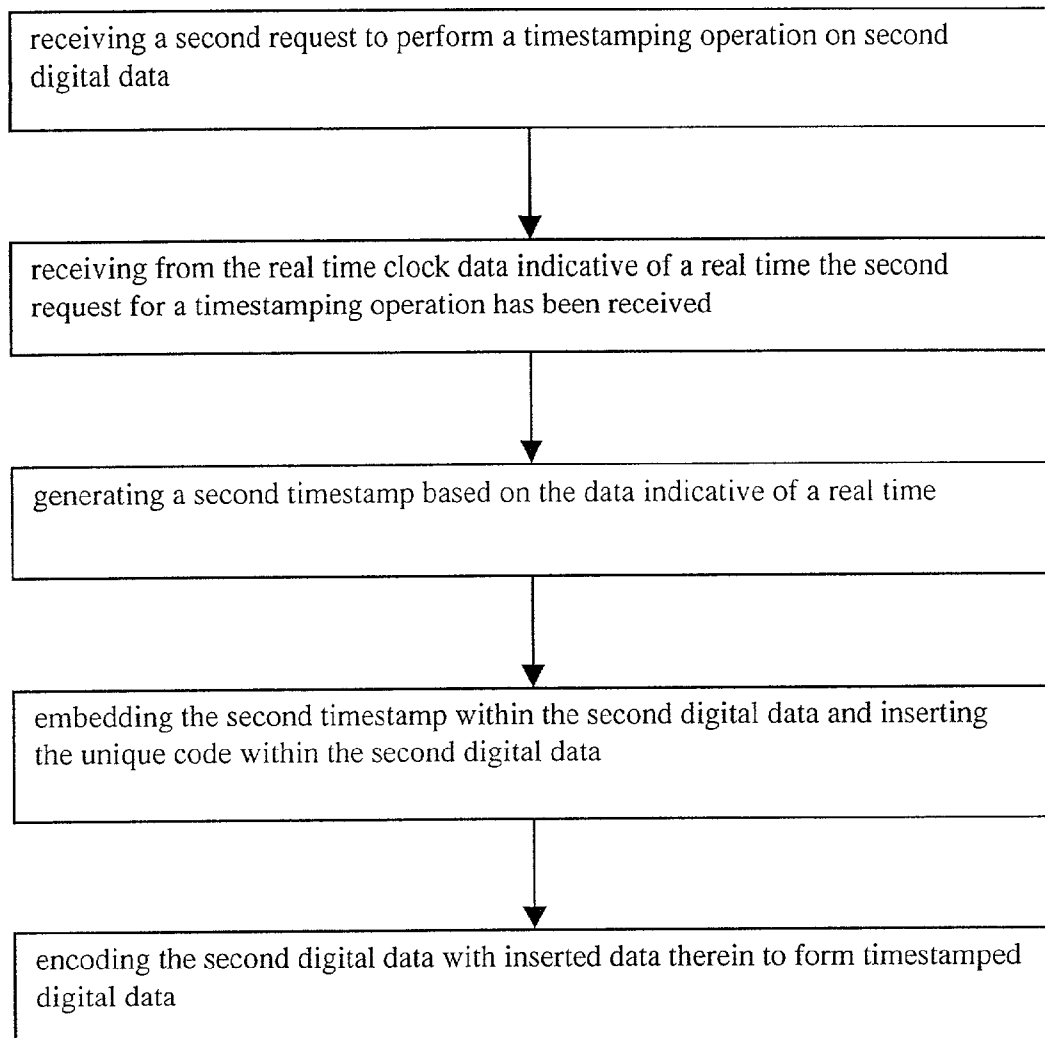 receiving a second request to perform a timestamping operation on second
digital data
receiving from the real time clock data indicative of a real time the second
request for a timestamping operation has been received
generating a second timestamp based on the data indicative of a real time
embedding the second timestamp within the second digital data and inserting
the unique code within the second digital data
encoding the second digital data with inserted data therein to form timestamped
digital data